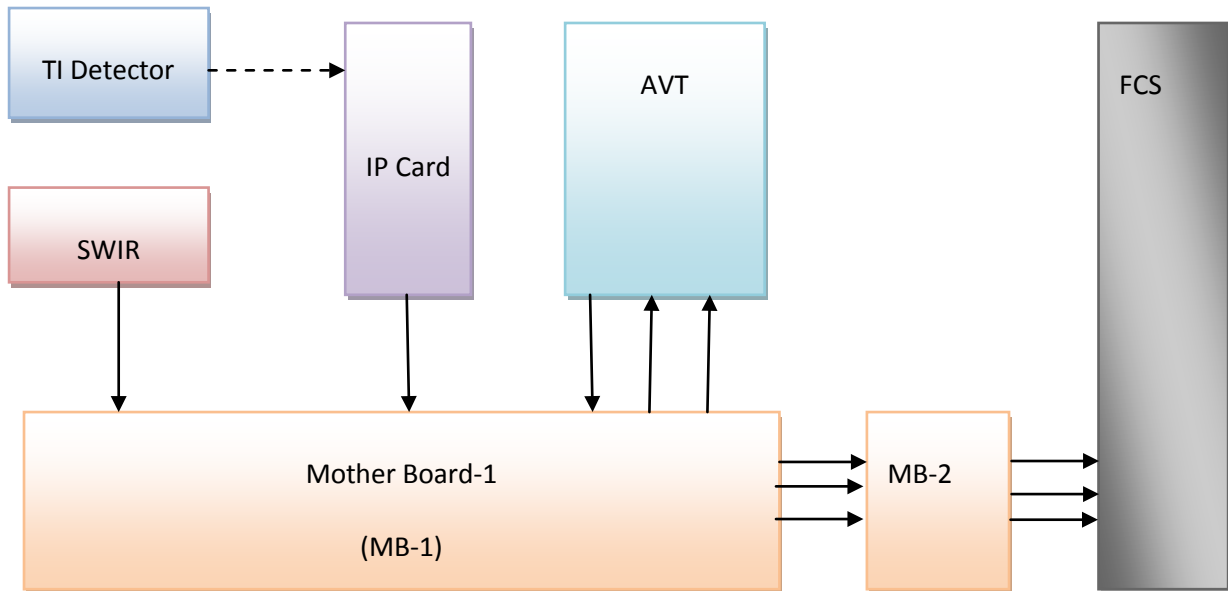 TI Detector
IP Card
AVT
FCS
SWIR
Mother Board-1
(MB-1)
MB-2